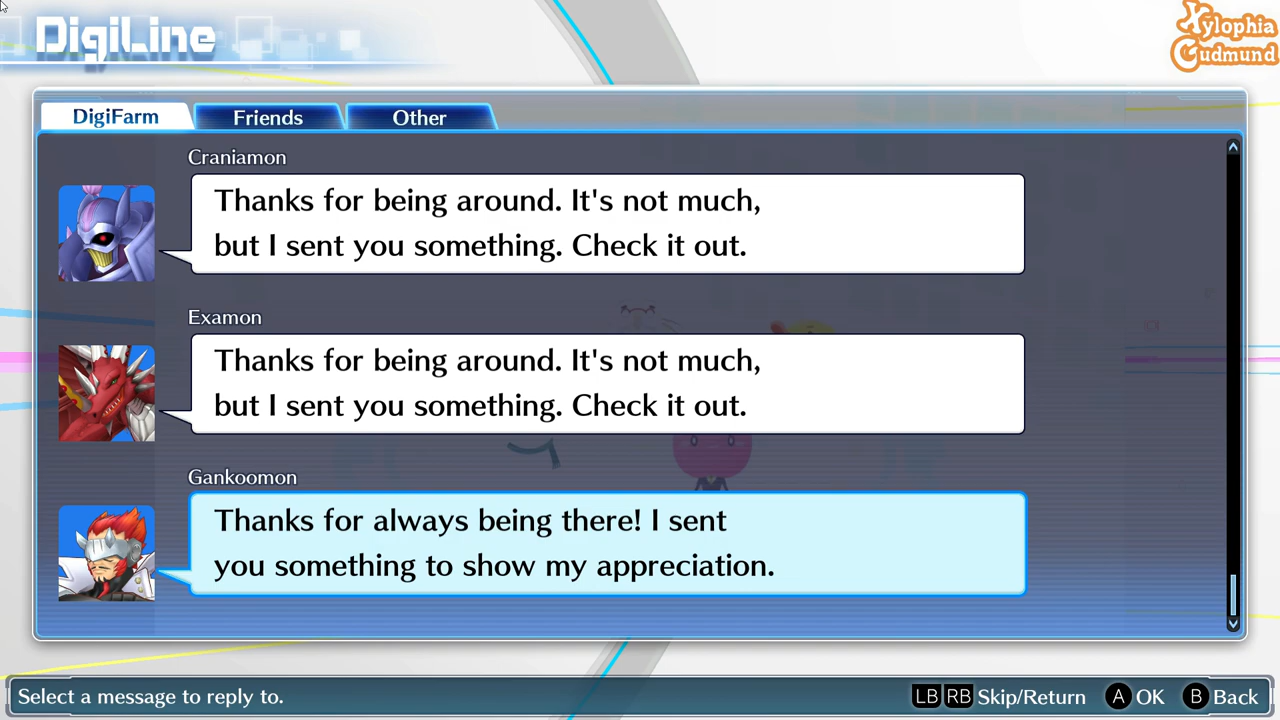 DigiLine
Xylophia
Gudmund
DigiFarm
Friends
Other
Craniamon
Thanks for being around. It's not much,
but I sent you something. Check it out.
Examon
Thanks for being around. It's not much,
but I sent you something. Check it out.
Gankoomon
Thanks for always being there! I sent
you something to show my appreciation.
Select a message to reply to.
LB RB Skip/Return A OK B Back